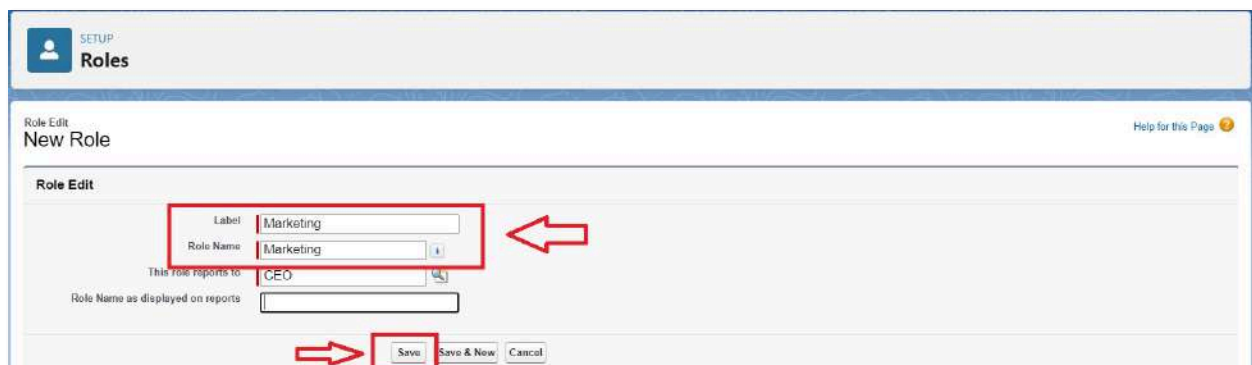 SETUP
Roles
Role Edit
New Role
Help for this Page
Role Edit
Label Marketing
Role Name Marketing
This role reports to CEO
Role Name as displayed on reports
Save Save & New Cancel